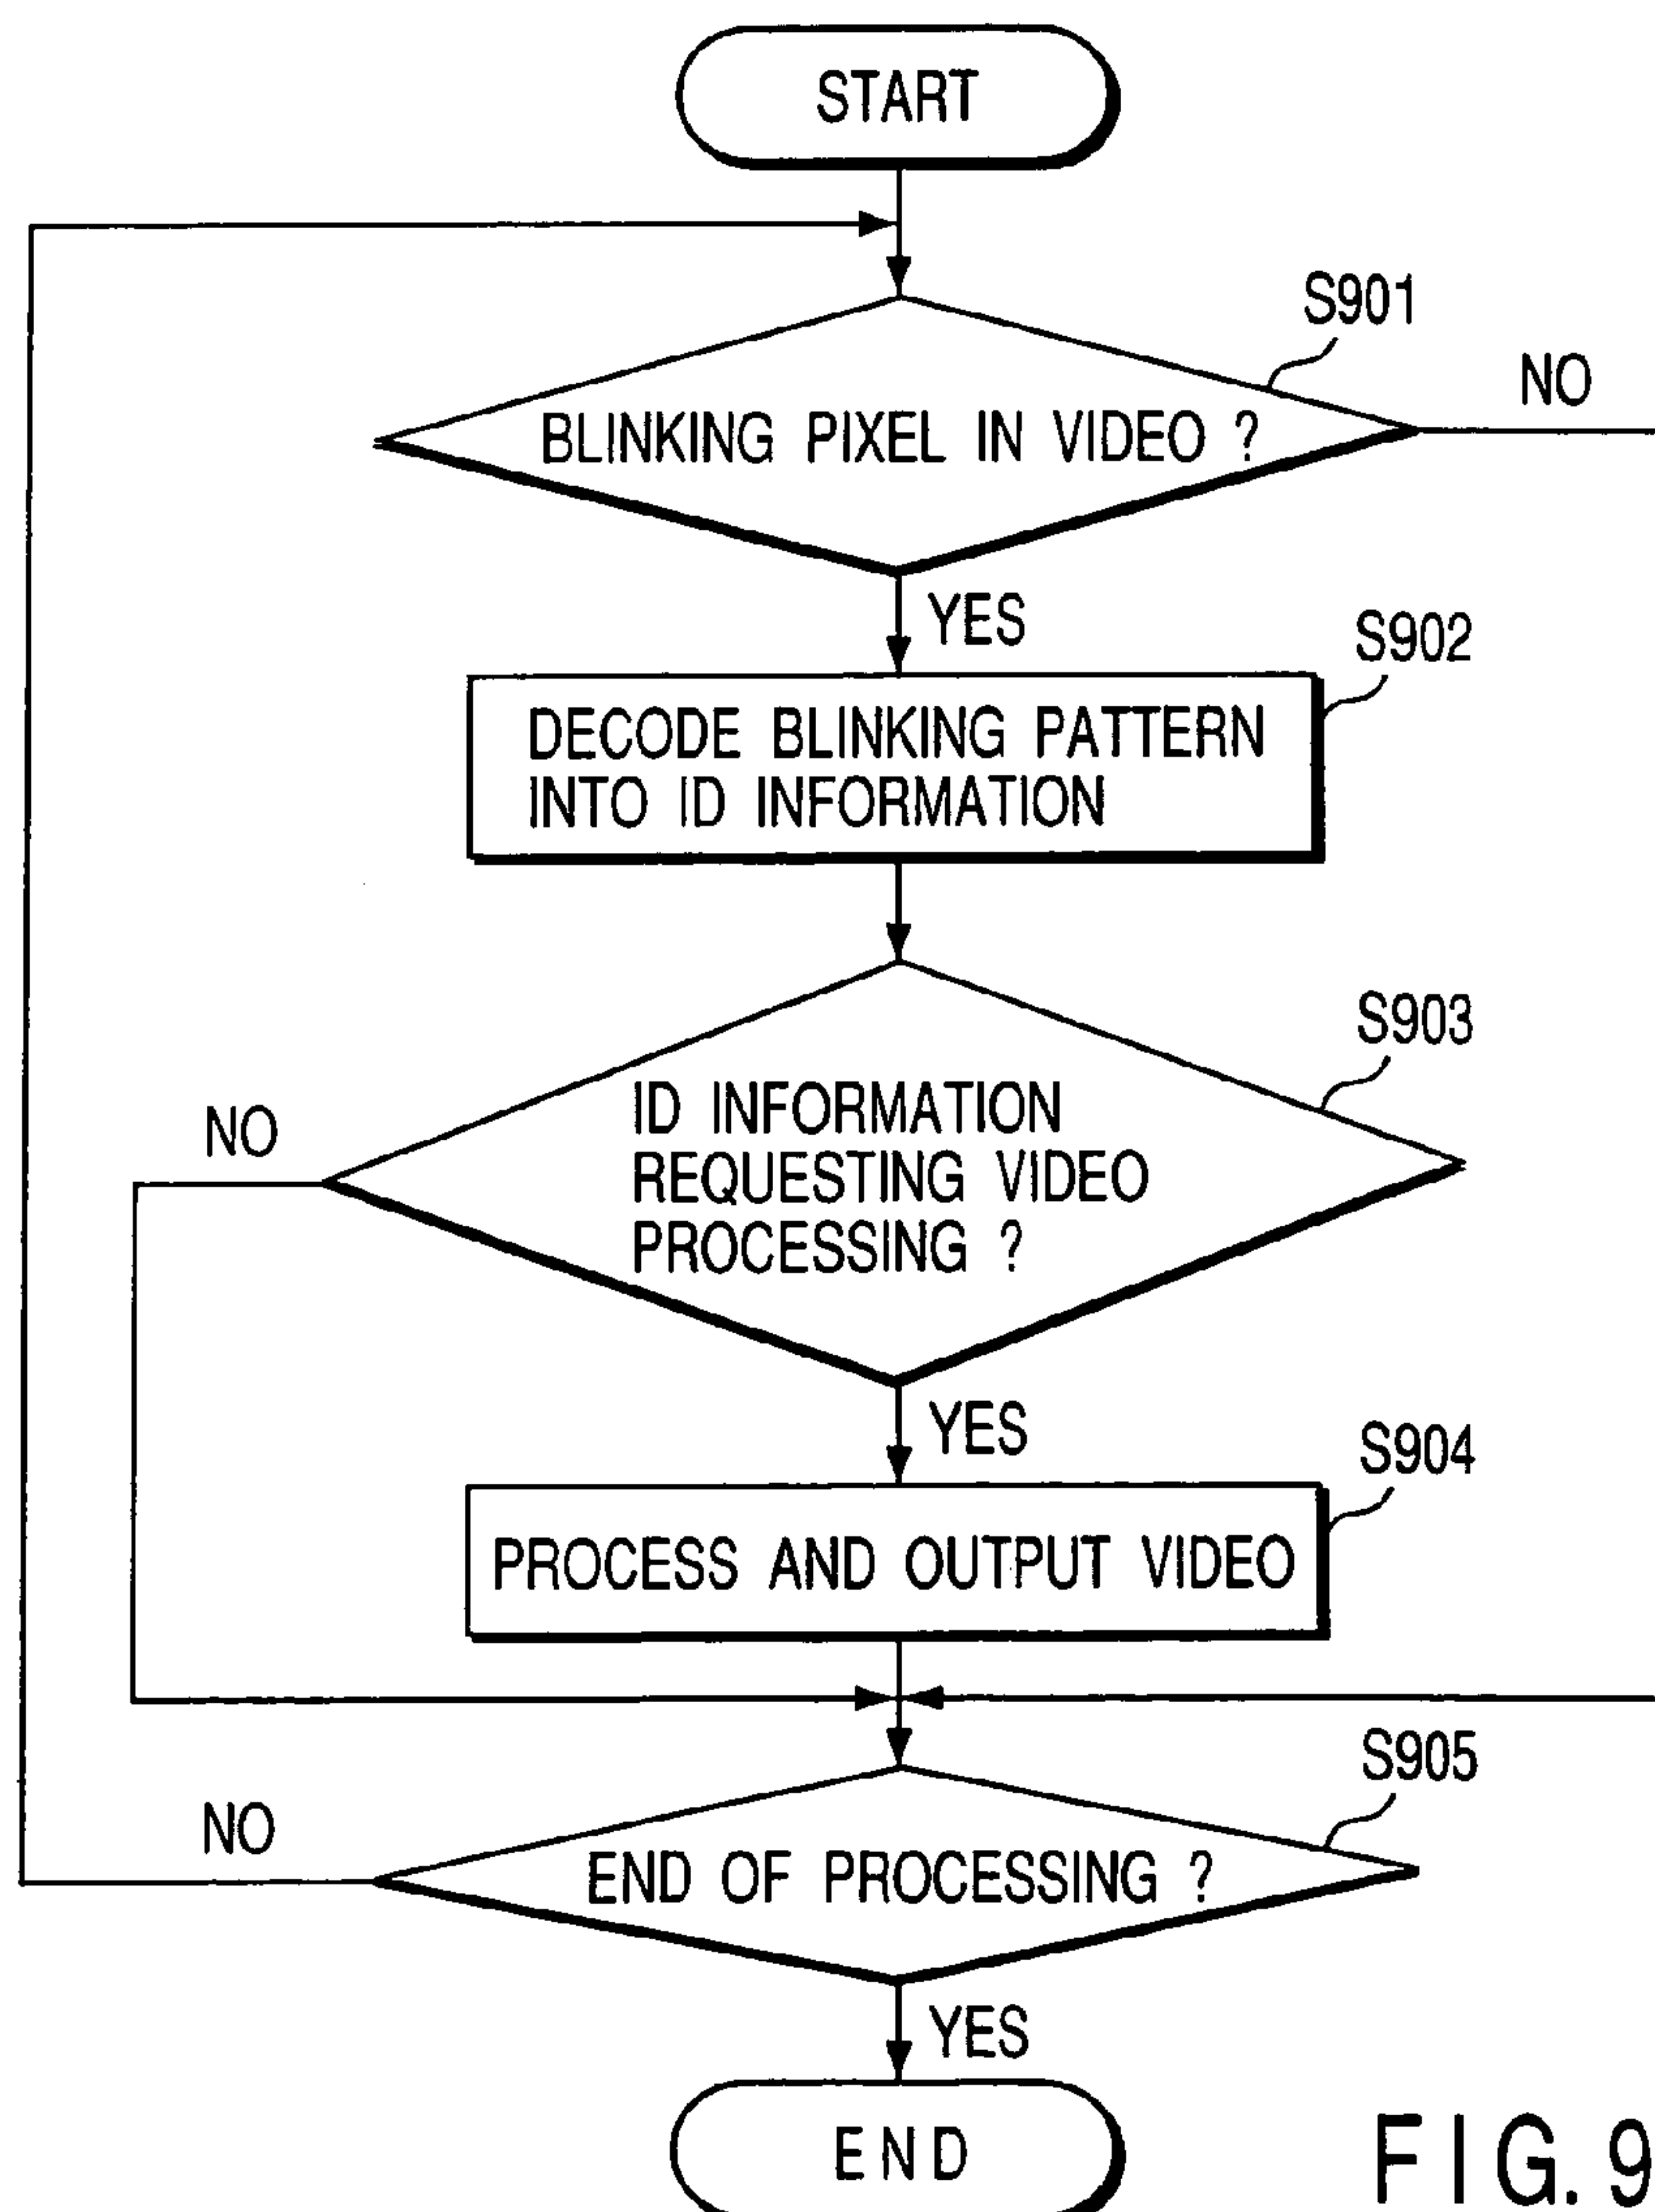 START
S901
NO
BLINKING PIXEL IN VIDEO ?
YES
S902
DECODE BLINKING PATTERN
INTO ID INFORMATION
S903
NO
ID INFORMATION
REQUESTING VIDEO
PROCESSING ?
YES
S904
PROCESS AND OUTPUT VIDEO
S905
NO
END OF PROCESSING ?
YES
END
FIG. 9